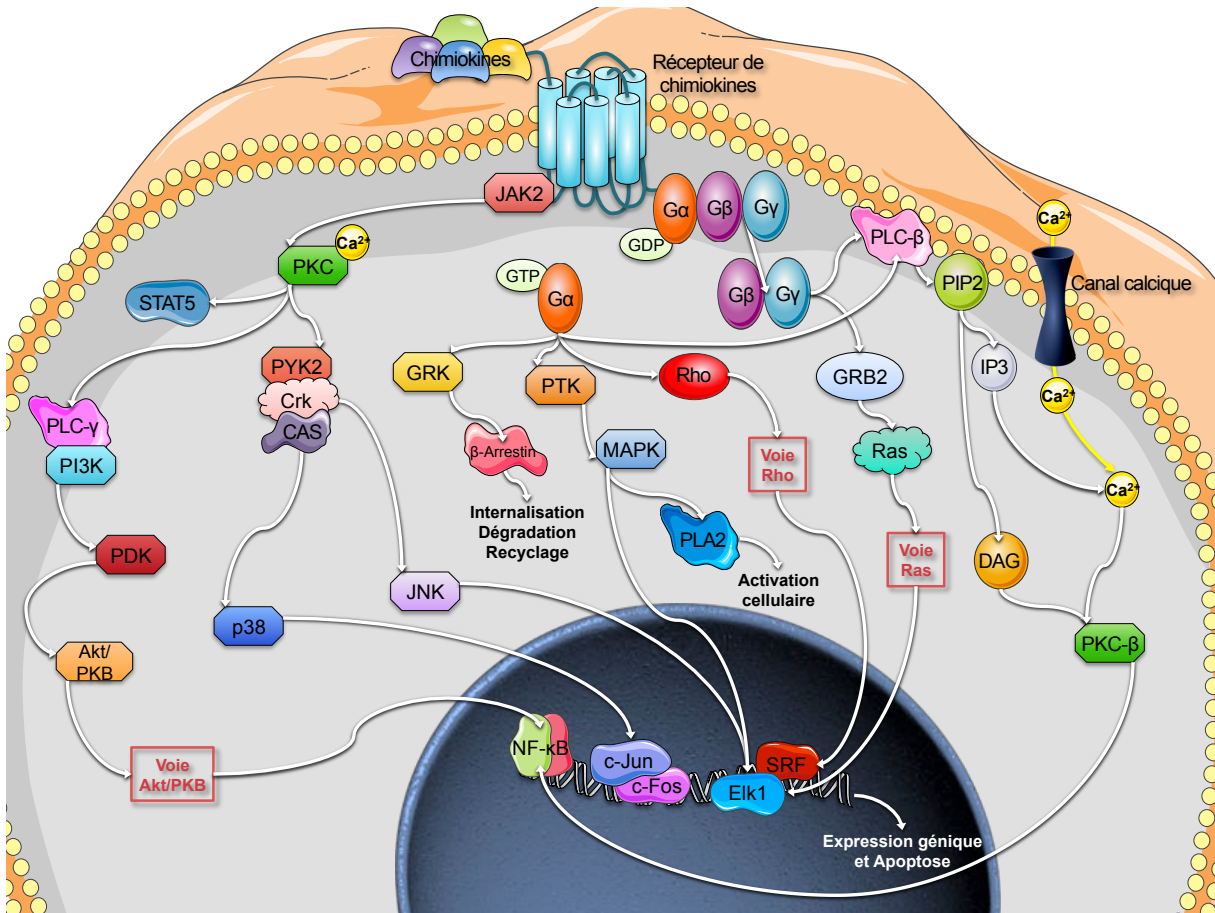 Chimiokines
Récepteur de
chimiokines
JAK2
Gα
Gβ
Gγ
GDP
PLC-β
Ca²⁺
Ca²⁺
PKC
GTP
Gα
Gβ
Gγ
PIP2
Canal calcique
STAT5
PYK2
GRK
PTK
Rho
GRB2
IP3
Ca²⁺
Crk
CAS
PLC-γ
PI3K
β-Arrestin
MAPK
Voie
Rho
Ras
Ca²⁺
Internalisation
Dégradation
Recyclage
PLA2
Voie
Ras
DAG
PDK
Activation
cellulaire
JNK
p38
PKC-β
Akt/
PKB
NF-κB
c-Jun
c-Fos
SRF
Elk1
Voie
Akt/PKB
Expression génique
et Apoptose